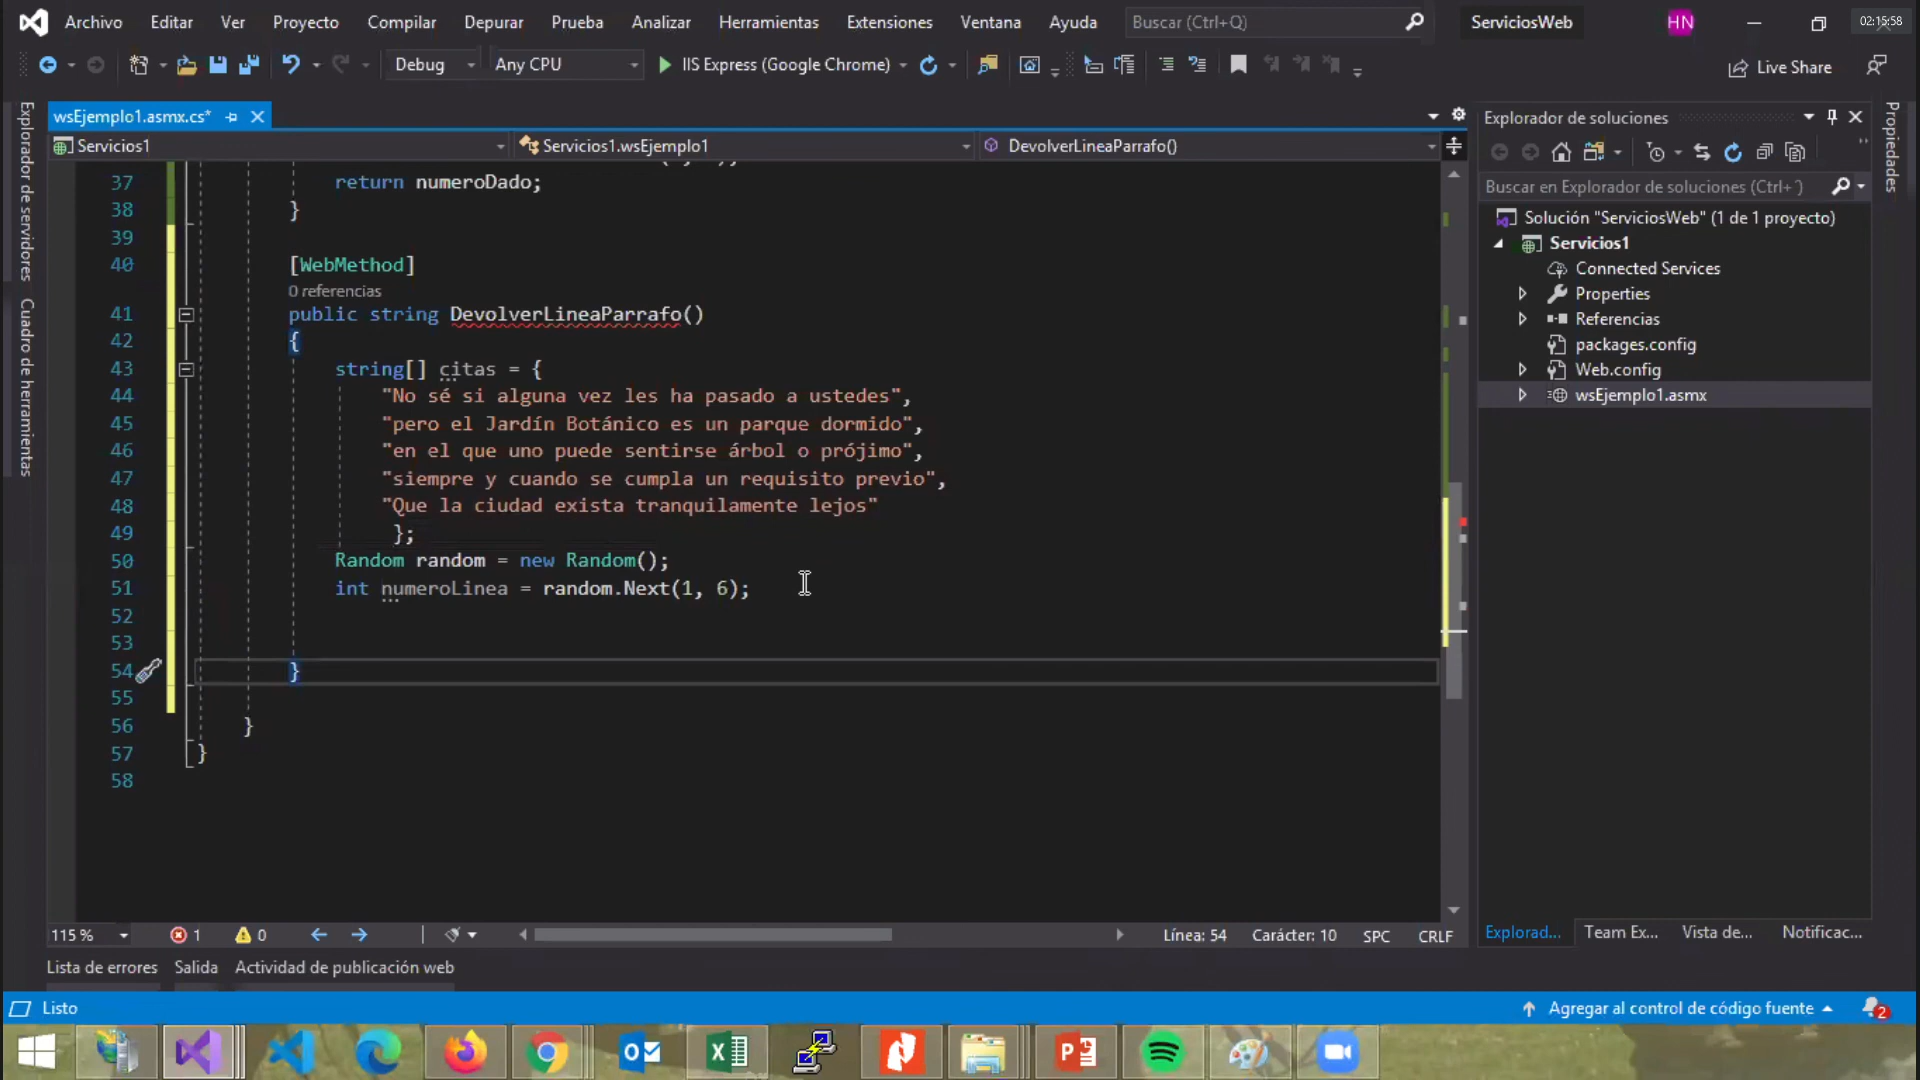 Archivo Editar Ver Proyecto Compilar Depurar Prueba Analizar Herramientas Extensiones Ventana Ayuda Buscar (Ctrl+Q) ServiciosWeb HN 02:15:58
Debug Any CPU IIS Express (Google Chrome) Live Share
Explorador de servidores
Cuadro de herramientas
wsEjemplo1.asmx.cs*
Servicios1 Servicios1.wsEjemplo1 DevolverLineaParrafo()
37 return numeroDado;
38 }
39
40 [WebMethod]
0 referencias
41 public string DevolverLineaParrafo()
42 {
43 string[] citas = {
44 "No sé si alguna vez les ha pasado a ustedes",
45 "pero el Jardín Botánico es un parque dormido",
46 "en el que uno puede sentirse árbol o prójimo",
47 "siempre y cuando se cumpla un requisito previo",
48 "Que la ciudad exista tranquilamente lejos"
49 };
50 Random random = new Random();
51 int numeroLinea = random.Next(1, 6);
52
53
54 }
55
56 }
57 }
58
115 % 1 0 Línea: 54 Carácter: 10 SPC CRLF
Explorador de soluciones
Buscar en Explorador de soluciones (Ctrl+´)
Solución "ServiciosWeb" (1 de 1 proyecto)
Servicios1
Connected Services
Properties
Referencias
packages.config
Web.config
wsEjemplo1.asmx
Explorad... Team Ex... Vista de... Notificac...
Propiedades
Lista de errores Salida Actividad de publicación web
Listo Agregar al control de código fuente 2